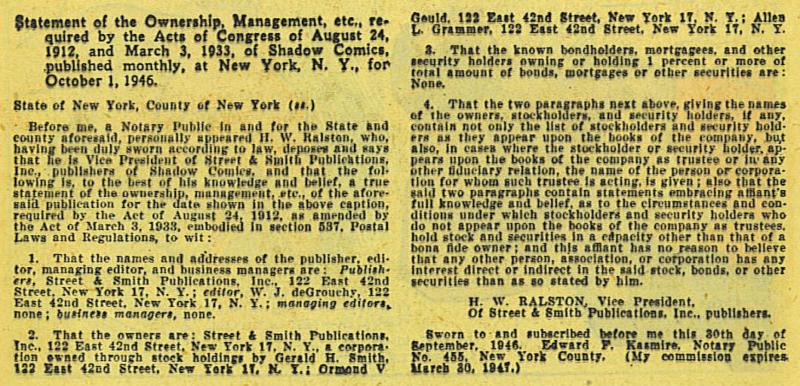 Statement of the Ownership, Management, etc., re-
quired by the Acts of Congress of August 24,
1912, and March 3, 1933, of Shadow Comics,
published monthly, at New York, N. Y., for
October 1, 1946.
State of New York, County of New York (ss.)
Before me, a Notary Public in and for the State and
county aforesaid, personally appeared H. W. Ralston, who,
having been duly sworn according to law, deposes and says
that he is Vice President of Street & Smith Publications,
Inc., publishers of Shadow Comics, and that the fol-
lowing is, to the best of his knowledge and belief, a true
statement of the ownership, management, etc., of the afore-
said publication for the date shown in the above caption,
required by the Act of August 24, 1912, as amended by
the Act of March 3, 1933, embodied in section 537, Postal
Laws and Regulations, to wit:
1. That the names and addresses of the publisher, edi-
tor, managing editor, and business managers are: Publish-
ers, Street & Smith Publications, Inc., 122 East 42nd
Street, New York 17, N. Y.; editor, W. J. deGrouchy, 122
East 42nd Street, New York 17, N. Y.; managing editors,
none; business managers, none.
2. That the owners are: Street & Smith Publications,
Inc., 122 East 42nd Street, New York 17, N. Y., a corpora-
tion owned through stock holdings by Gerald H. Smith,
122 East 42nd Street, New York 17, N. Y.; Ormond V
Gould, 122 East 42nd Street, New York 17, N. Y.; Allen
L. Grammer, 122 East 42nd Street, New York 17, N. Y.
3. That the known bondholders, mortgagees, and other
security holders owning or holding 1 percent or more of
total amount of bonds, mortgages or other securities are:
None.
4. That the two paragraphs next above, giving the names
of the owners, stockholders, and security holders, if any,
contain not only the list of stockholders and security hold-
ers as they appear upon the books of the company, but
also, in cases where the stockholder or security holder ap-
pears upon the books of the company as trustee or in any
other fiduciary relation, the name of the person or corpora-
tion for whom such trustee is acting, is given; also that the
said two paragraphs contain statements embracing affiant's
full knowledge and belief, as to the circumstances and con-
ditions under which stockholders and security holders who
do not appear upon the books of the company as trustees,
hold stock and securities in a capacity other than that of a
bona fide owner; and this affiant has no reason to believe
that any other person, association, or corporation has any
interest direct or indirect in the said stock, bonds, or other
securities than as so stated by him.
H. W. RALSTON, Vice President,
Of Street & Smith Publications, Inc., publishers.
Sworn to and subscribed before me this 30th day of
September, 1946. Edward F. Kasmire, Notary Public
No. 455, New York County. (My commission expires
March 30, 1947.)